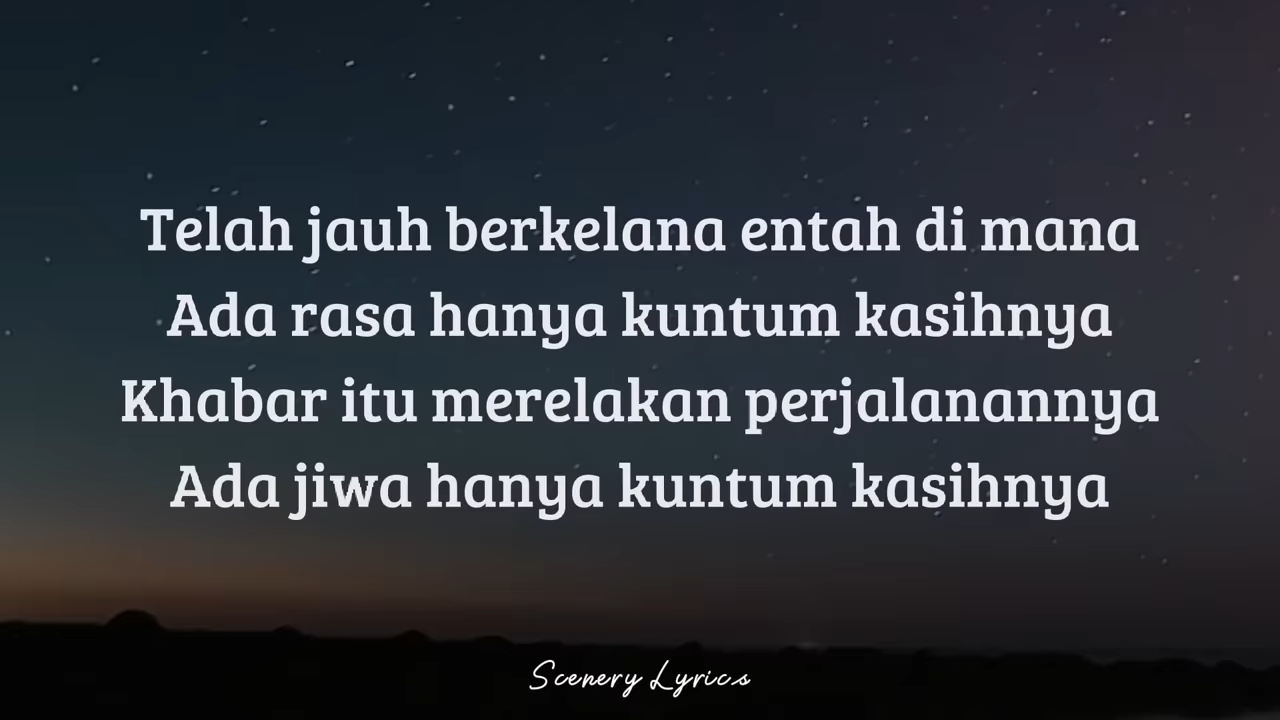 Telah jauh berkelana entah di mana
Ada rasa hanya kuntum kasihnya
Khabar itu merelakan perjalanannya
Ada jiwa hanya kuntum kasihnya
Scenery Lyrics